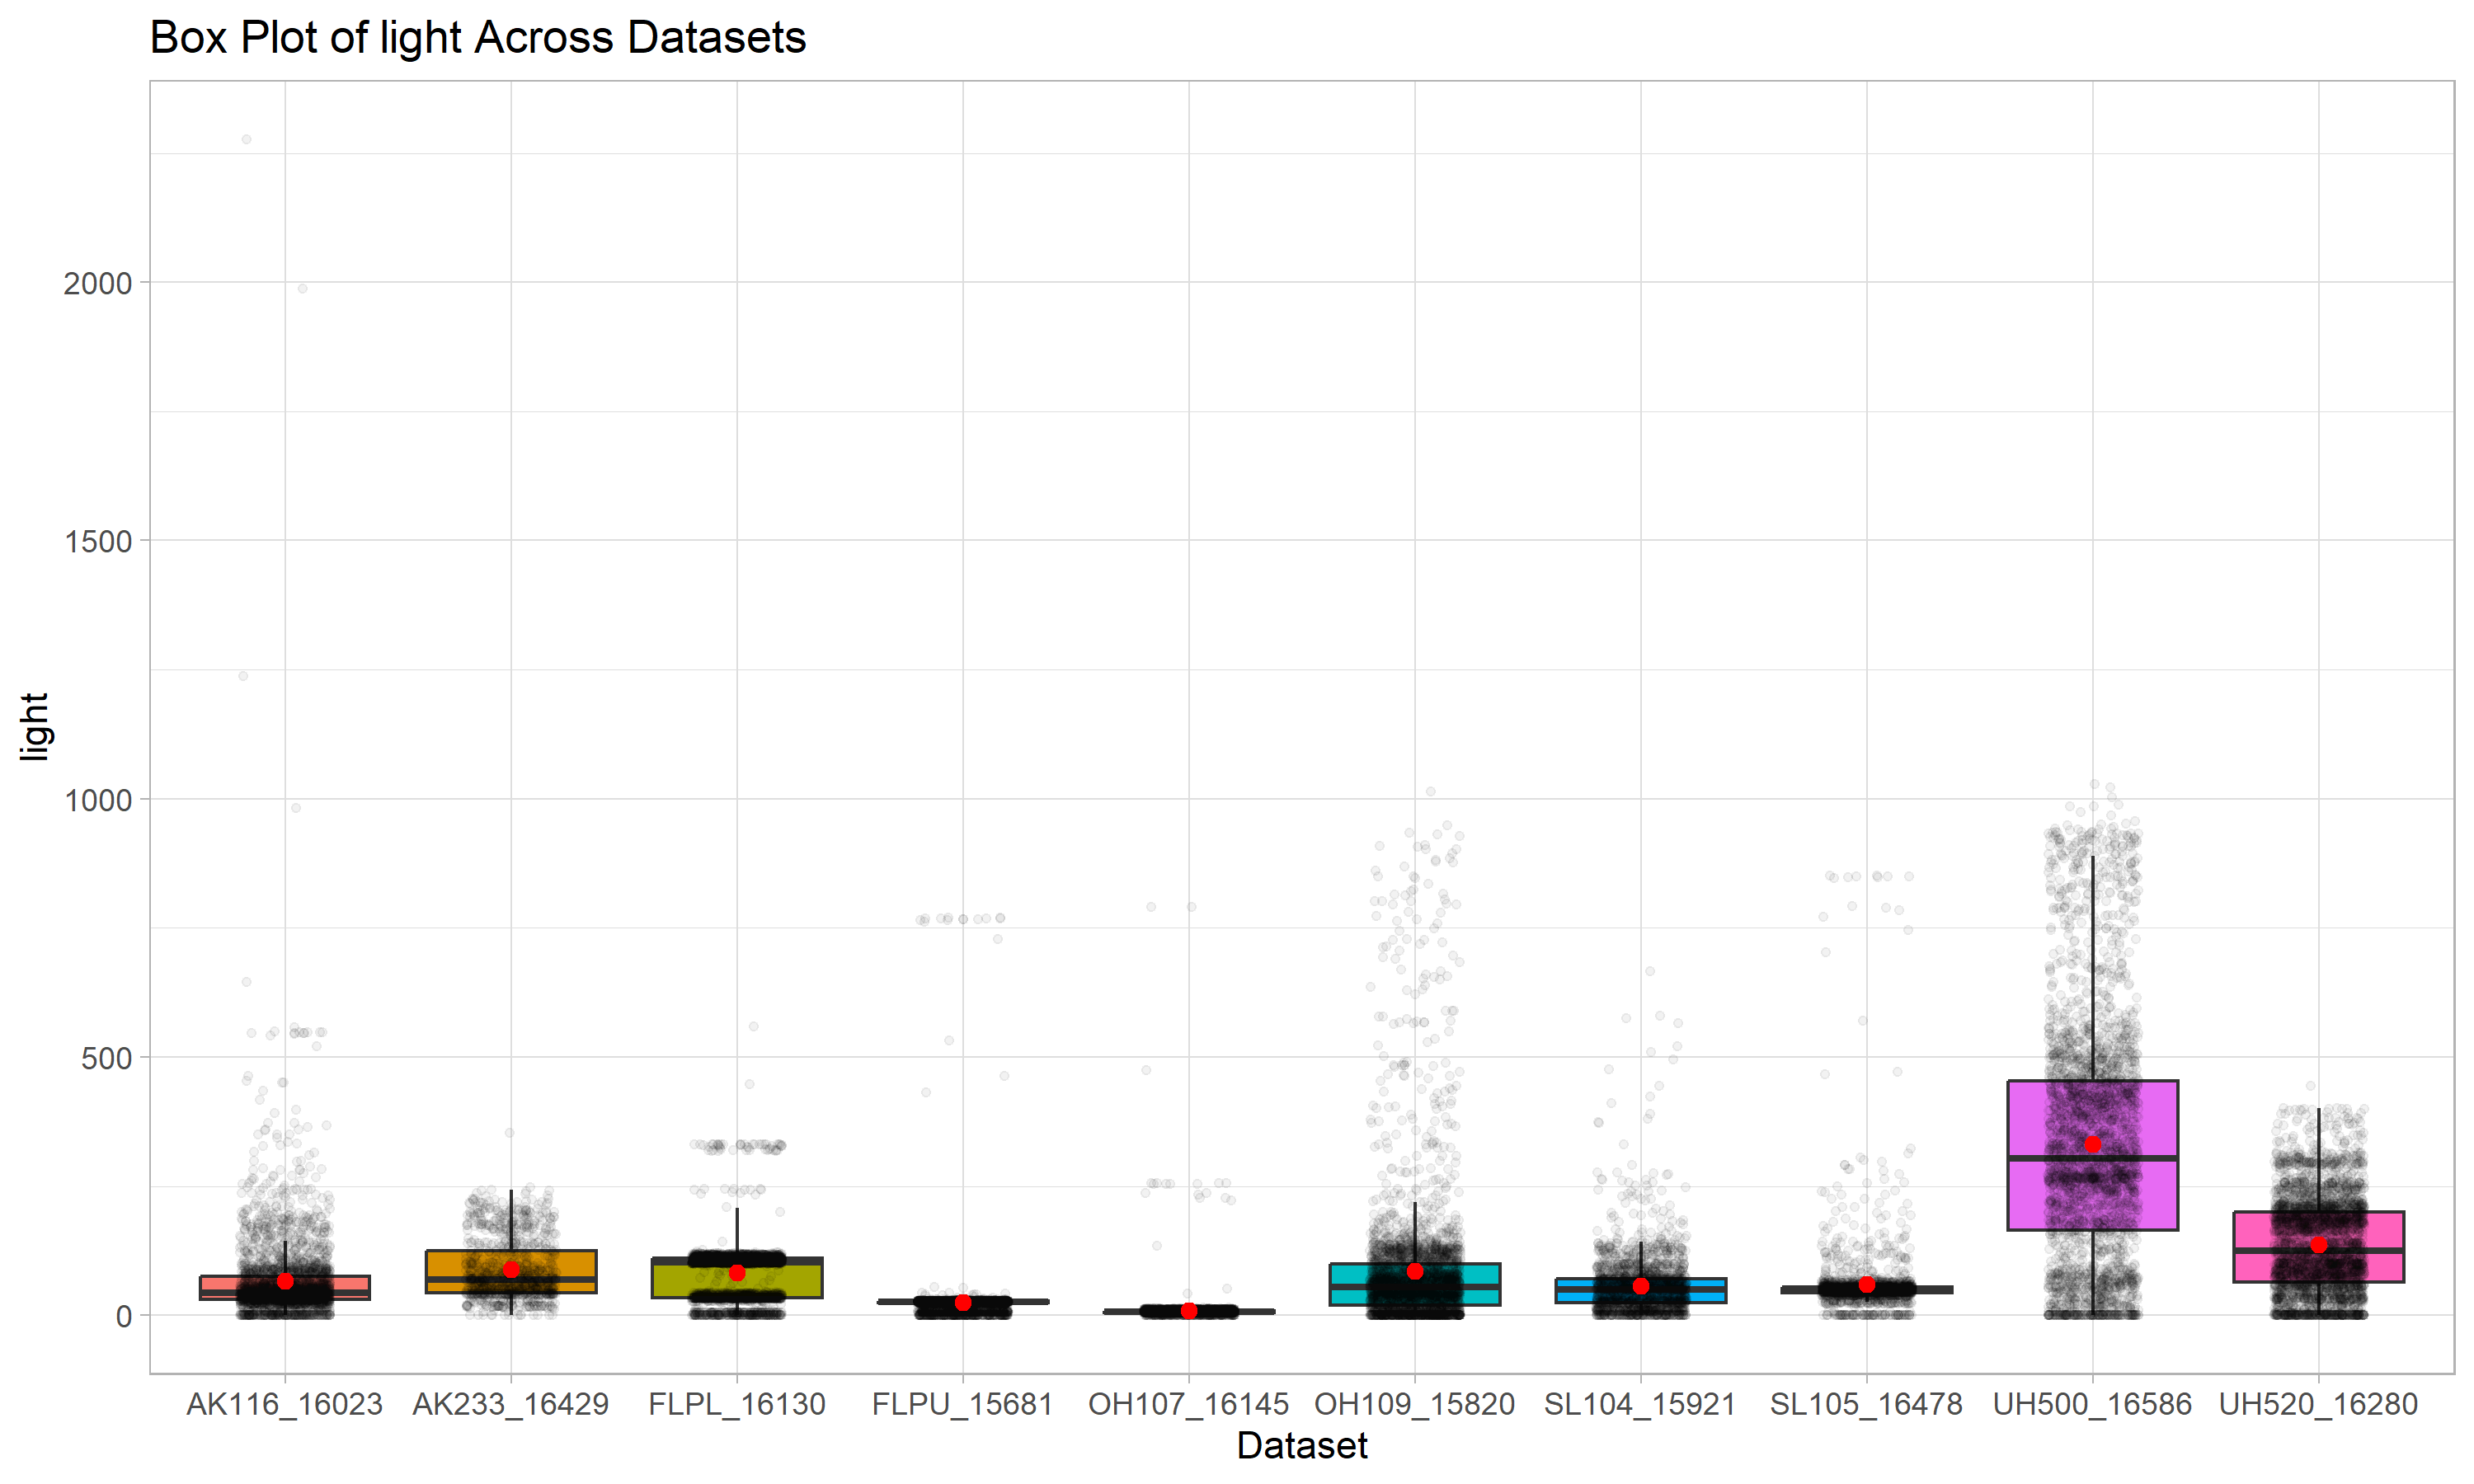 Box Plot of light Across Datasets
light
2000
1500
1000
500
0
AK116_16023 AK233_16429 FLPL_16130 FLPU_15681 OH107_16145 OH109_15820 SL104_15921 SL105_16478 UH500_16586 UH520_16280
Dataset